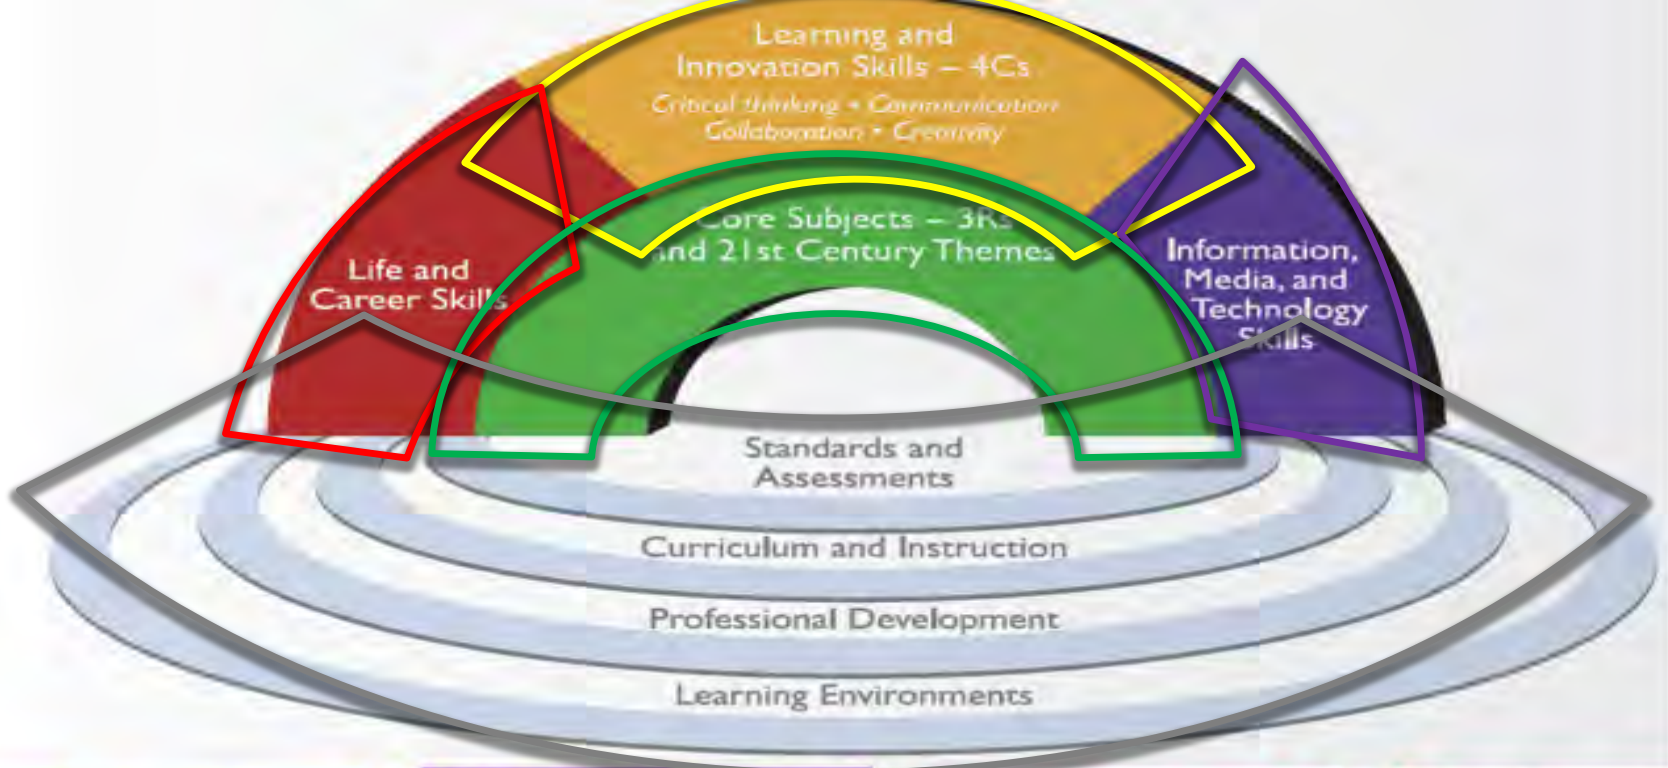 Learning and
Innovation Skills – 4Cs
Critical thinking • Communication
Collaboration • Creativity
Core Subjects – 3Rs
and 21st Century Themes
Life and
Career Skills
Information,
Media, and
Technology
Skills
Standards and
Assessments
Curriculum and Instruction
Professional Development
Learning Environments